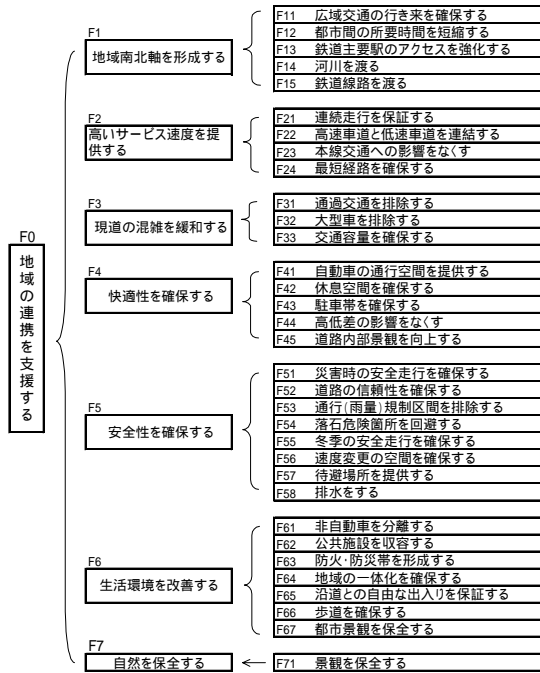 F0
地域の連携を支援する
F1
地域南北軸を形成する
F11 広域交通の行き来を確保する
F12 都市間の所要時間を短縮する
F13 鉄道主要駅のアクセスを強化する
F14 河川を渡る
F15 鉄道線路を渡る
F2
高いサービス速度を提
供する
F21 連続走行を保証する
F22 高速車道と低速車道を連結する
F23 本線交通への影響をなくす
F24 最短経路を確保する
F3
現道の混雑を緩和する
F31 通過交通を排除する
F32 大型車を排除する
F33 交通容量を確保する
F4
快適性を確保する
F41 自動車の通行空間を提供する
F42 休息空間を確保する
F43 駐車帯を確保する
F44 高低差の影響をなくす
F45 道路内部景観を向上する
F5
安全性を確保する
F51 災害時の安全走行を確保する
F52 道路の信頼性を確保する
F53 通行(雨量)規制区間を排除する
F54 落石危険箇所を回避する
F55 冬季の安全走行を確保する
F56 速度変更の空間を確保する
F57 待避場所を提供する
F58 排水をする
F6
生活環境を改善する
F61 非自動車を分離する
F62 公共施設を収容する
F63 防火・防災帯を形成する
F64 地域の一体化を確保する
F65 沿道との自由な出入りを保証する
F66 歩道を確保する
F67 都市景観を保全する
F7
自然を保全する
F71 景観を保全する